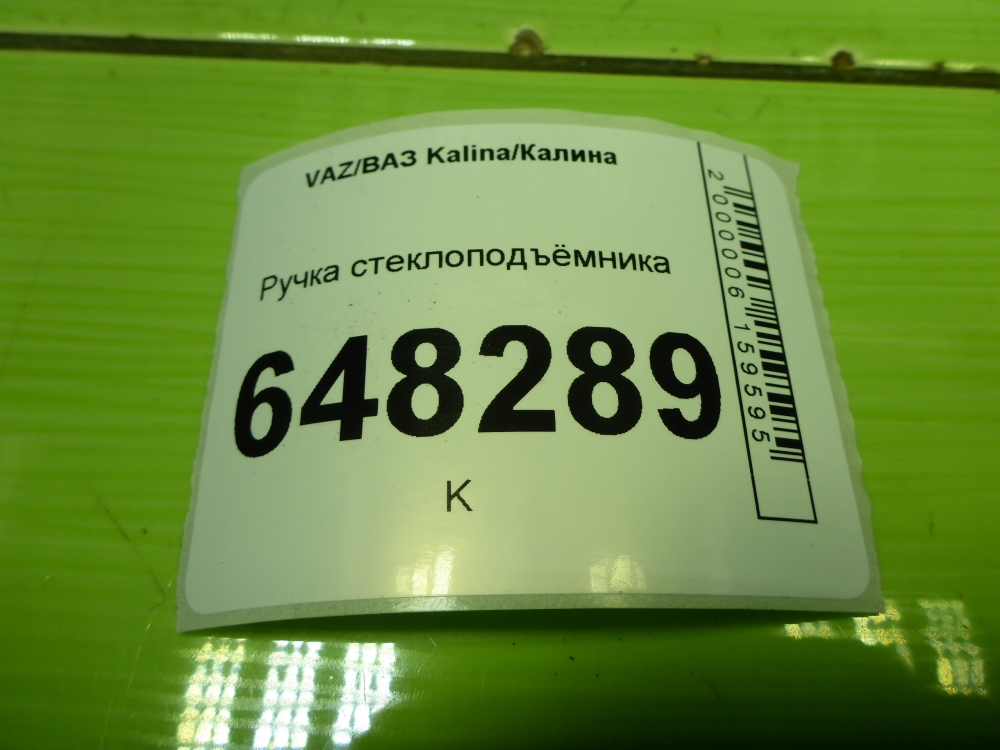 VAZ/ВАЗ Kalina/Калина
Ручка стеклоподъёмника
648289
К
2000006159595